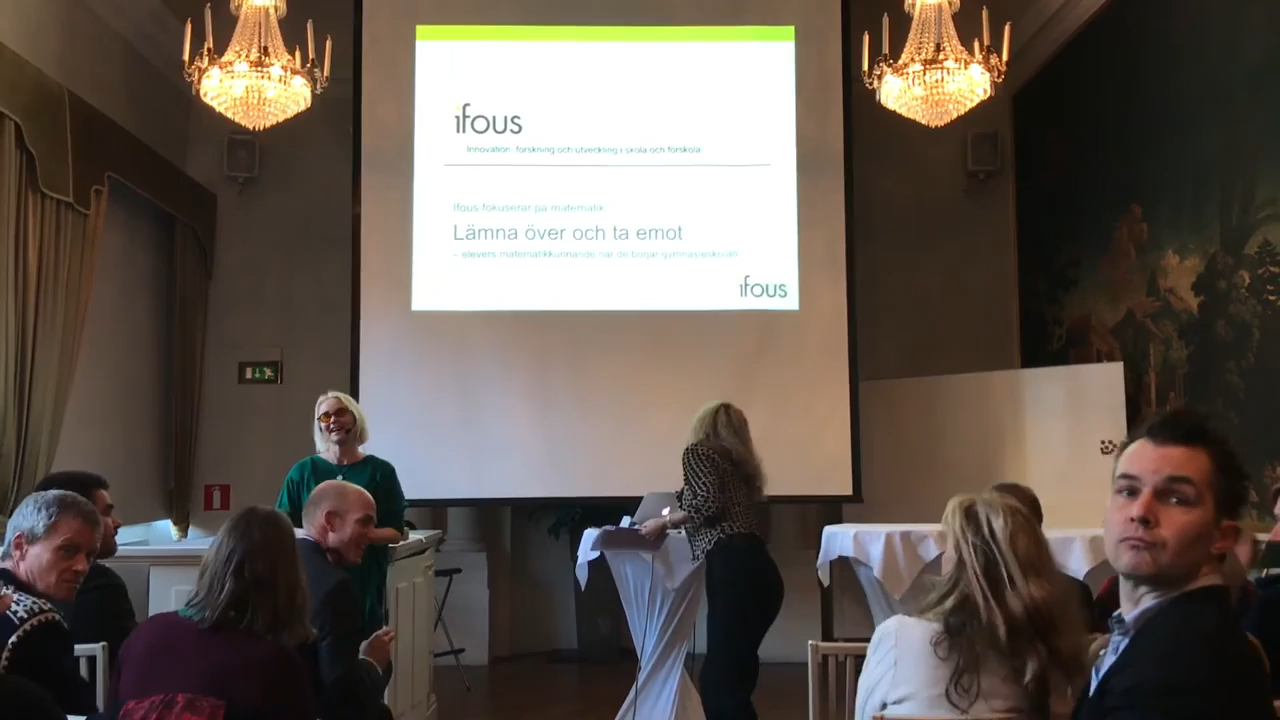 ifous
Innovation, forskning och utveckling i skola och förskola
Ifous fokuserar på matematik
Lämna över och ta emot
– elevers matematikkunnande när de börjar gymnasieskolan
ifous